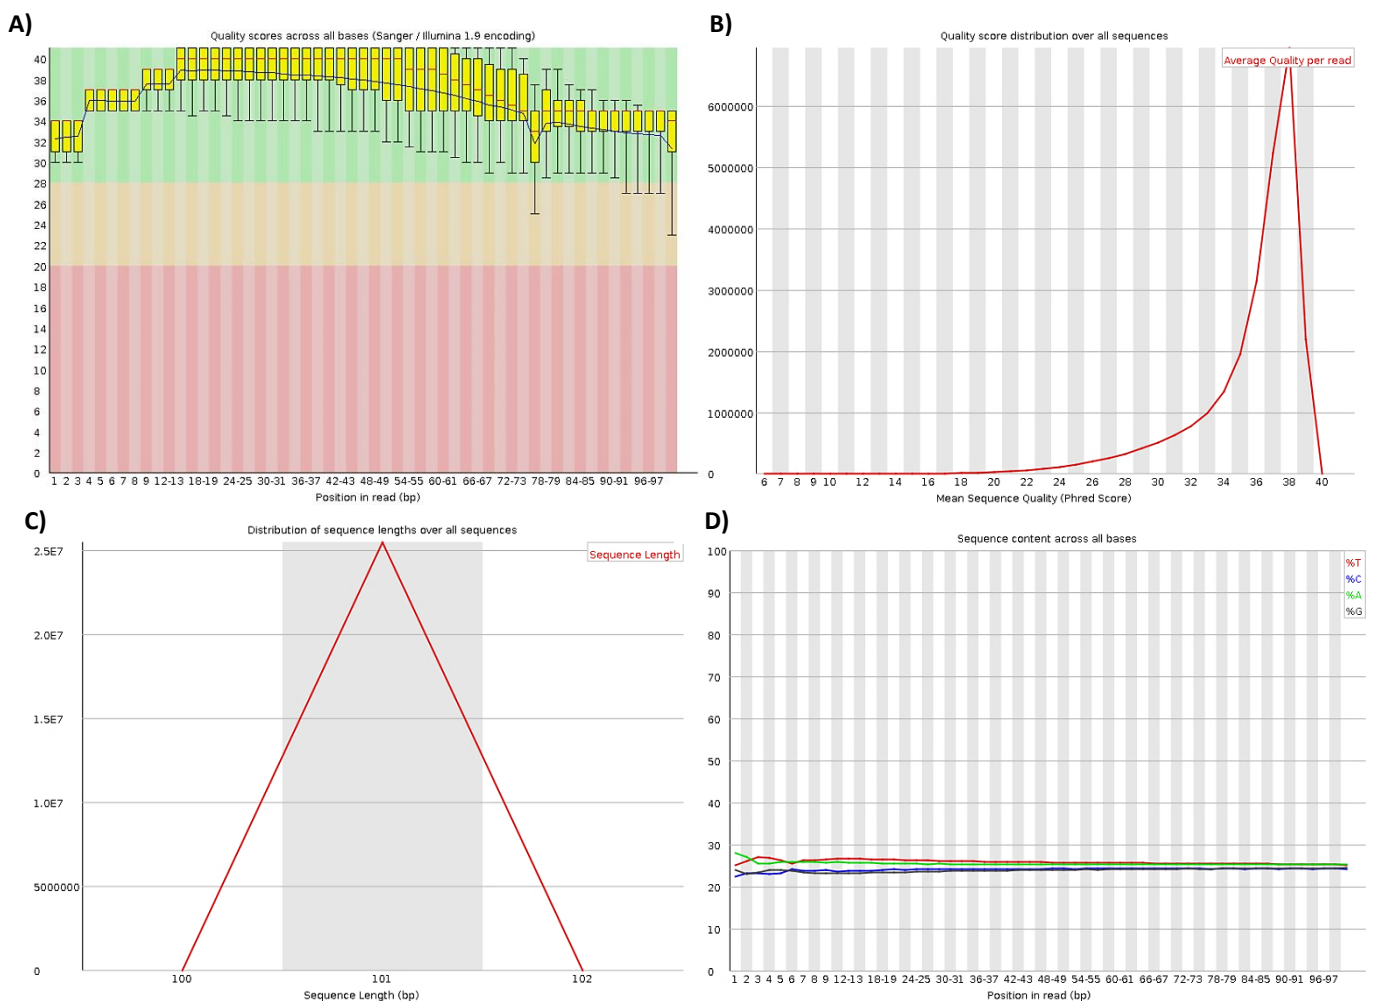 A)
Quality scores across all bases (Sanger / Illumina 1.9 encoding)
40
38
36
34
32
30
28
26
24
22
20
18
16
14
12
10
8
6
4
2
0
1 2 3 4 5 6 7 8 9 12-13 18-19 24-25 30-31 36-37 42-43 48-49 54-55 60-61 66-67 72-73 78-79 84-85 90-91 96-97
Position in read (bp)
B)
Quality score distribution over all sequences
Average Quality per read
6000000
5000000
4000000
3000000
2000000
1000000
0
6 7 8 9 10 12 14 16 18 20 22 24 26 28 30 32 34 36 38 40
Mean Sequence Quality (Phred Score)
C)
Distribution of sequence lengths over all sequences
Sequence Length
2.5E7
2.0E7
1.5E7
1.0E7
5000000
0
100 101 102
Sequence Length (bp)
D)
Sequence content across all bases
%T
%C
%A
%G
100
90
80
70
60
50
40
30
20
10
0
1 2 3 4 5 6 7 8 9 12-13 18-19 24-25 30-31 36-37 42-43 48-49 54-55 60-61 66-67 72-73 78-79 84-85 90-91 96-97
Position in read (bp)